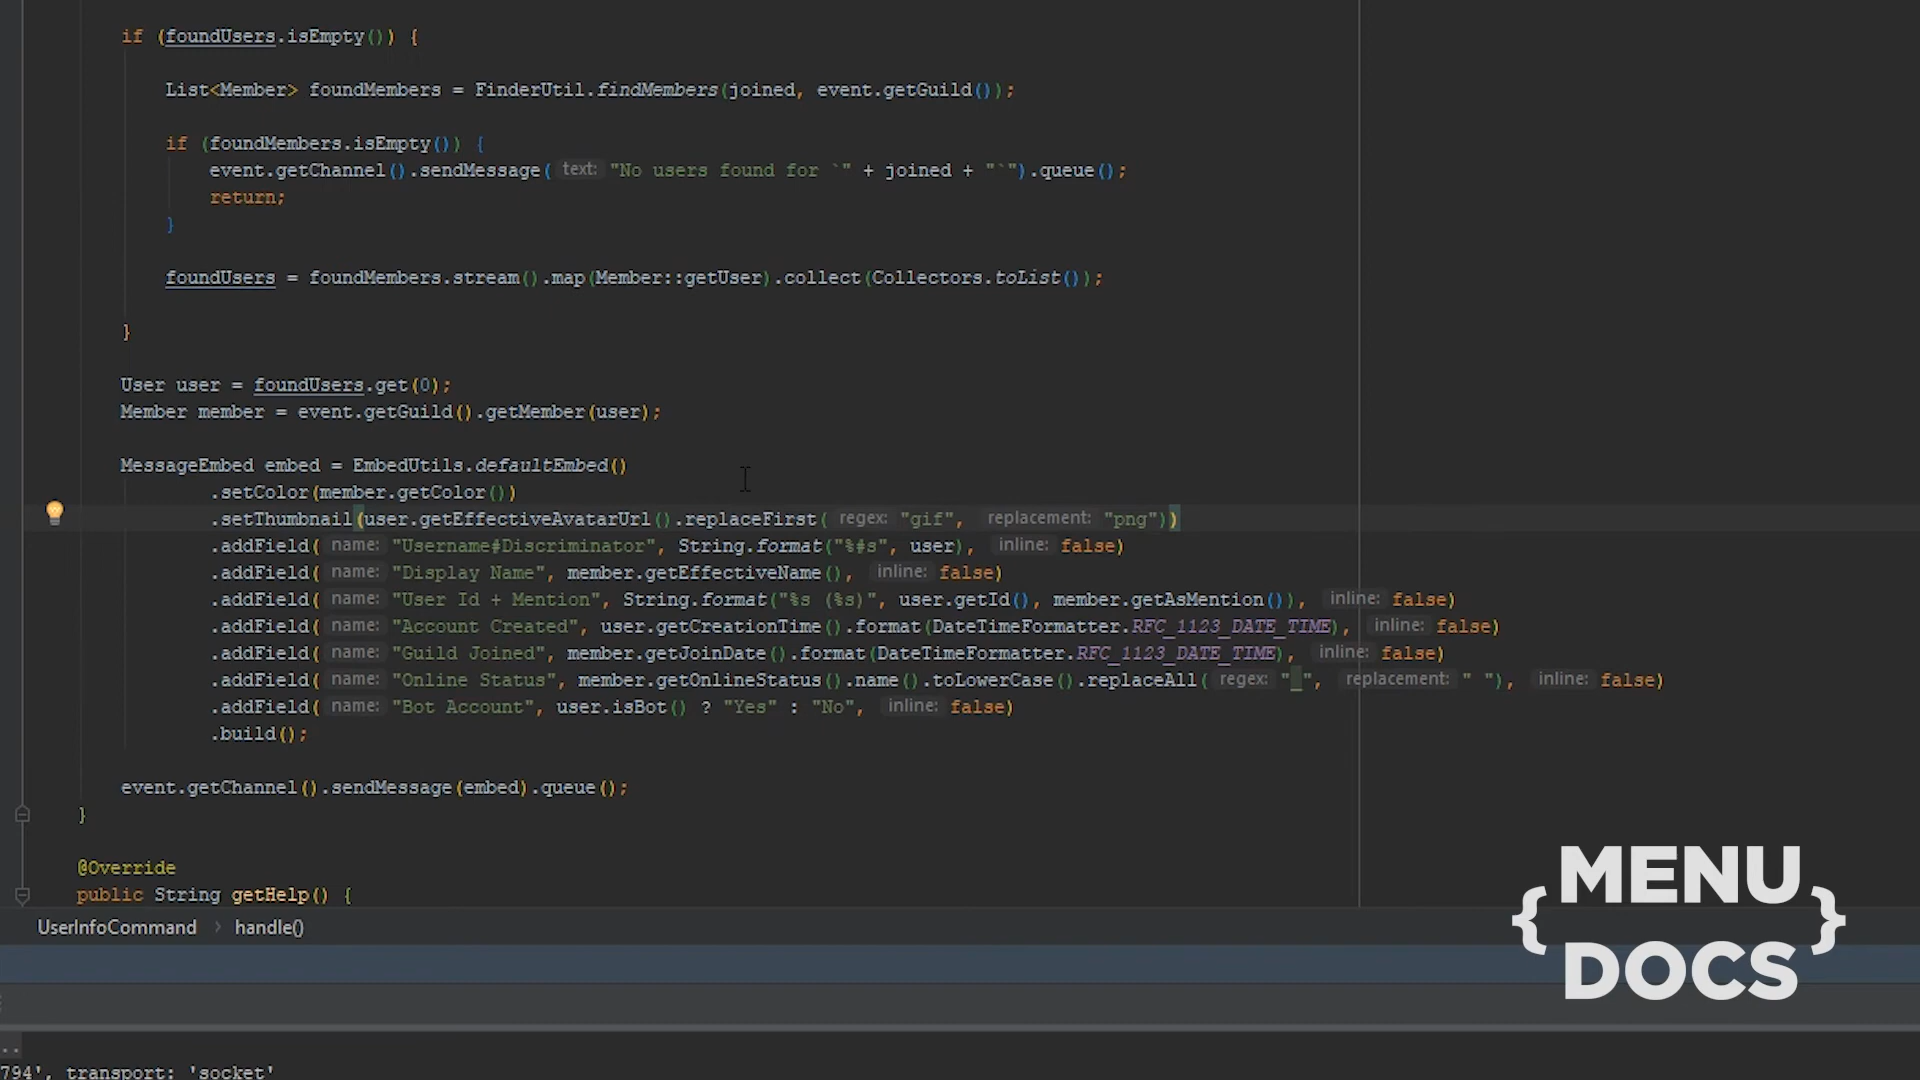 if (foundUsers.isEmpty()) {
List<Member> foundMembers = FinderUtil.findMembers(joined, event.getGuild());
if (foundMembers.isEmpty()) {
event.getChannel().sendMessage( text: "No users found for `" + joined + "`").queue();
return;
}
foundUsers = foundMembers.stream().map(Member::getUser).collect(Collectors.toList());
}
User user = foundUsers.get(0);
Member member = event.getGuild().getMember(user);
MessageEmbed embed = EmbedUtils.defaultEmbed()
.setColor(member.getColor())
.setThumbnail(user.getEffectiveAvatarUrl().replaceFirst( regex: "gif", replacement: "png"))
.addField( name: "Username#Discriminator", String.format("%#s", user), inline: false)
.addField( name: "Display Name", member.getEffectiveName(), inline: false)
.addField( name: "User Id + Mention", String.format("%s (%s)", user.getId(), member.getAsMention()), inline: false)
.addField( name: "Account Created", user.getCreationTime().format(DateTimeFormatter.RFC_1123_DATE_TIME), inline: false)
.addField( name: "Guild Joined", member.getJoinDate().format(DateTimeFormatter.RFC_1123_DATE_TIME), inline: false)
.addField( name: "Online Status", member.getOnlineStatus().name().toLowerCase().replaceAll( regex: "_", replacement: " "), inline: false)
.addField( name: "Bot Account", user.isBot() ? "Yes" : "No", inline: false)
.build();
event.getChannel().sendMessage(embed).queue();
}
@Override
public String getHelp() {
UserInfoCommand › handle()
{MENU
DOCS}
..
794', transport: 'socket'